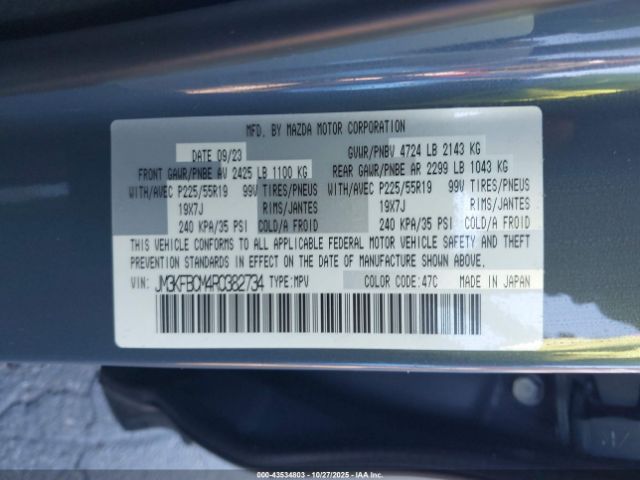 MFD. BY MAZDA MOTOR CORPORATION
DATE 09/23 GVWR/PNBV 4724 LB 2143 KG
FRONT GAWR/PNBE AV 2425 LB 1100 KG REAR GAWR/PNBE AR 2299 LB 1043 KG
WITH/AVEC P225/55R19 99V TIRES/PNEUS WITH/AVEC P225/55R19 99V TIRES/PNEUS
19X7J RIMS/JANTES 19X7J RIMS/JANTES
240 KPA/35 PSI COLD/A FROID 240 KPA/35 PSI COLD/A FROID
THIS VEHICLE CONFORMS TO ALL APPLICABLE FEDERAL MOTOR VEHICLE SAFETY AND THEFT
PREVENTION STANDARDS IN EFFECT ON THE DATE OF MANUFACTURE SHOWN ABOVE.
VIN: JM3KFBCM4P0382734 TYPE:MPV COLOR CODE:47C MADE IN JAPAN
00-43534803 - 10/27/2025 - IAA Inc.